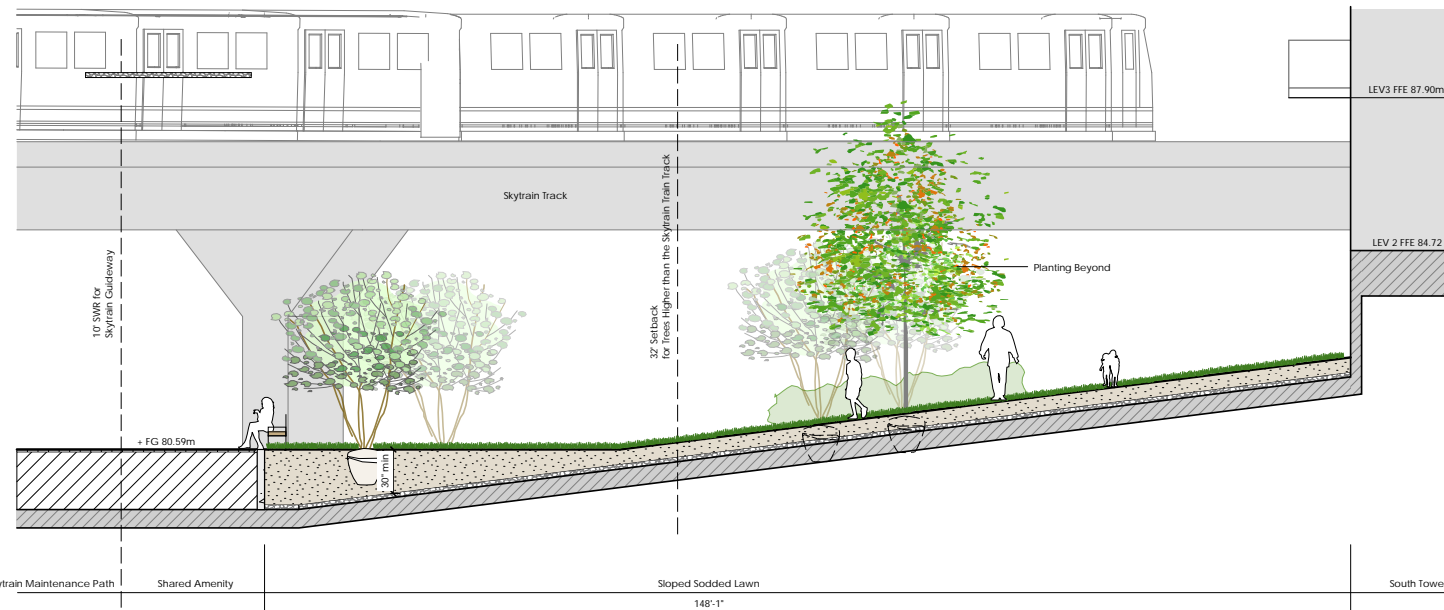 LEV3 FFE 87.90m
Skytrain Track
LEV 2 FFE 84.72
10' SWR for
Skytrain Guideway
32' Setback
for Trees Higher than the Skytrain Train Track
Planting Beyond
+ FG 80.59m
30" min
ytrain Maintenance Path
Shared Amenity
Sloped Sodded Lawn
South Towe
148'-1"